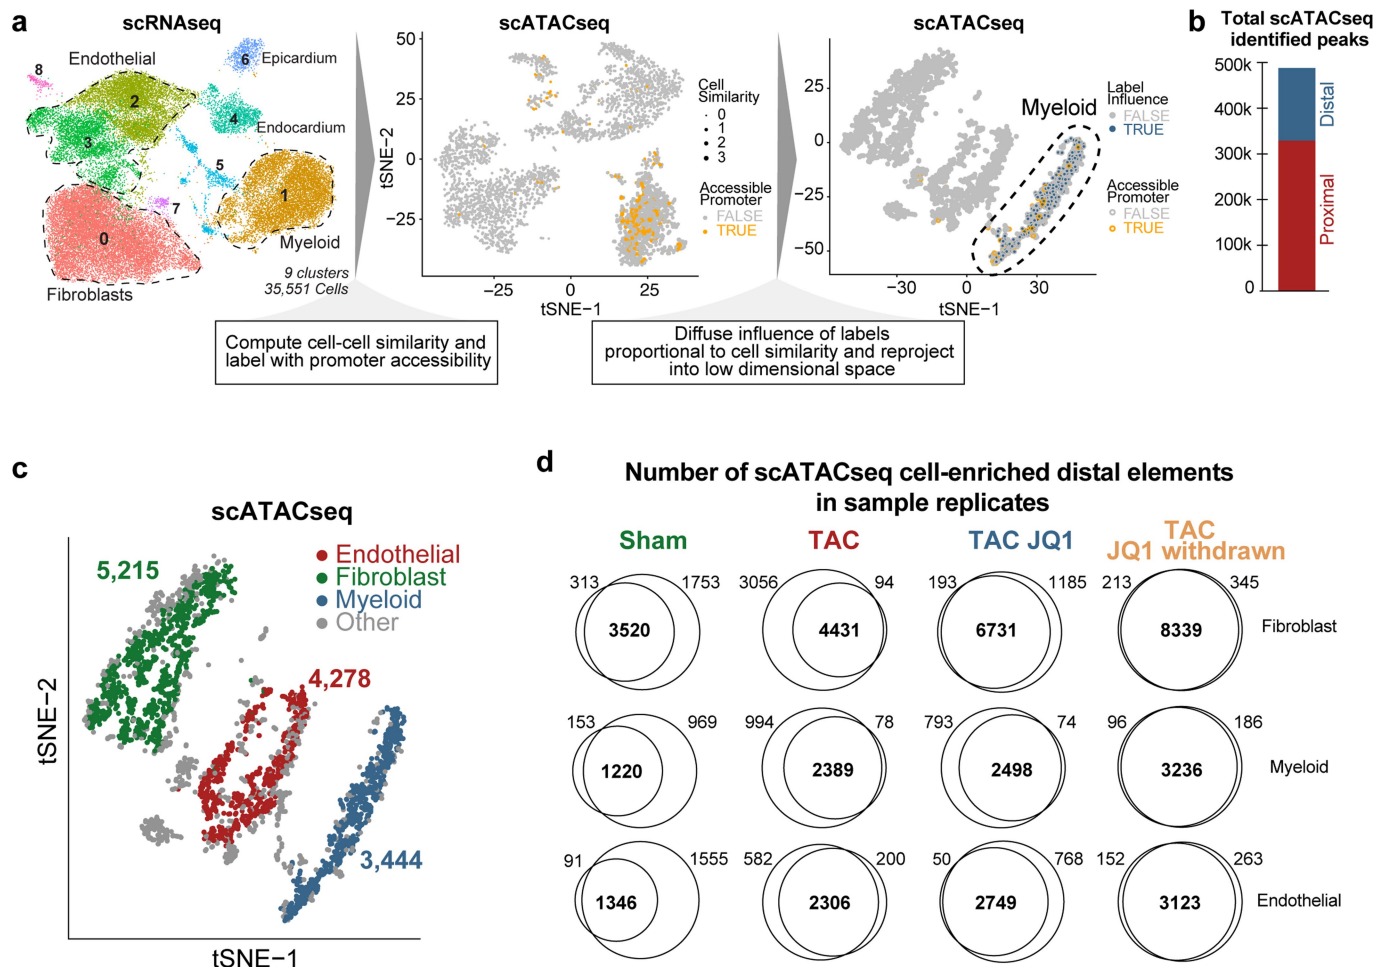 a
scRNAseq
8
Endothelial
2
3
6
Epicardium
4
Endocardium
5
1
7
0
Myeloid
9 clusters
35,551 Cells
Fibroblasts
scATACseq
50
25
0
−25
tSNE−2
−25
0
25
tSNE−1
Cell
Similarity
0
1
2
3
Accessible
Promoter
FALSE
TRUE
scATACseq
25
0
−25
−50
−30
0
30
tSNE−1
Myeloid
Label
Influence
FALSE
TRUE
Accessible
Promoter
FALSE
TRUE
Compute cell-cell similarity and
label with promoter accessibility
Diffuse influence of labels
proportional to cell similarity and reproject
into low dimensional space
b
Total scATACseq
identified peaks
500k
400k
300k
200k
100k
0
Distal
Proximal
c
scATACseq
5,215
Endothelial
Fibroblast
Myeloid
Other
4,278
3,444
tSNE−2
tSNE−1
d
Number of scATACseq cell-enriched distal elements
in sample replicates
Sham
TAC
TAC JQ1
TAC
JQ1 withdrawn
313
1753
3056
94
193
1185
213
345
3520
4431
6731
8339
Fibroblast
153
969
994
78
793
74
96
186
1220
2389
2498
3236
Myeloid
91
1555
582
200
50
768
152
263
1346
2306
2749
3123
Endothelial